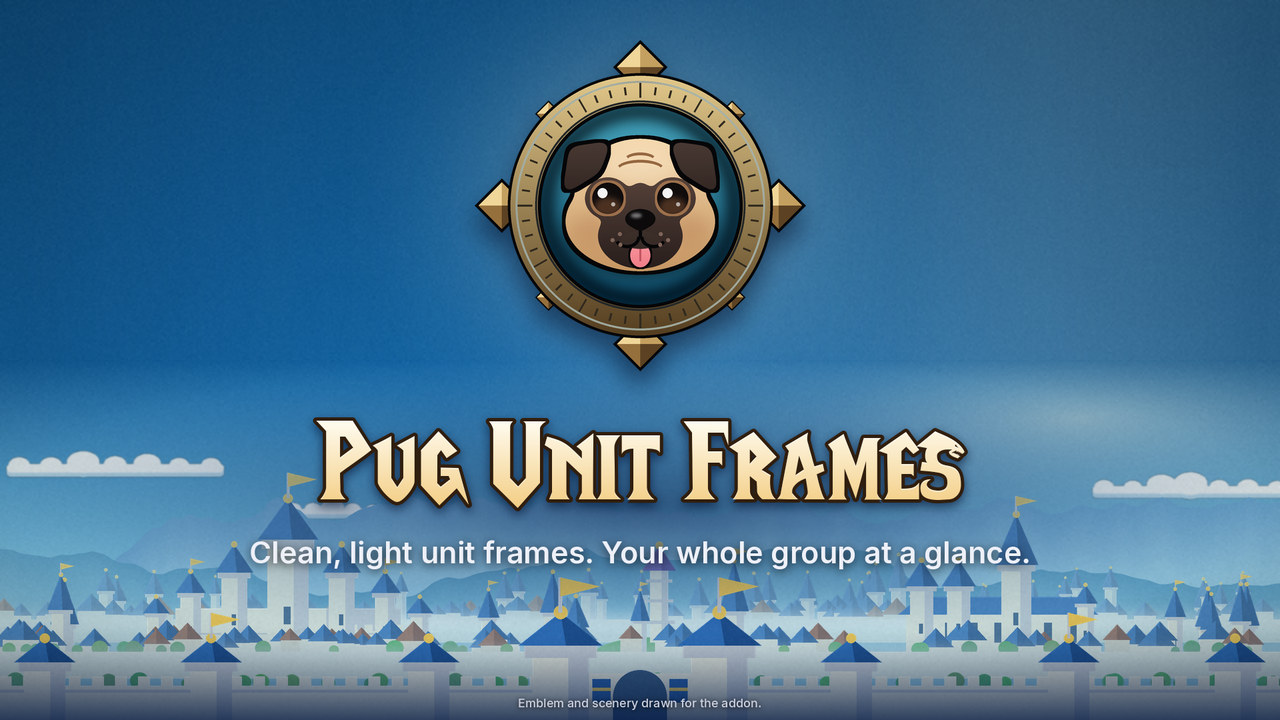 Pug Unit Frames
Clean, light unit frames. Your whole group at a glance.
Emblem and scenery drawn for the addon.